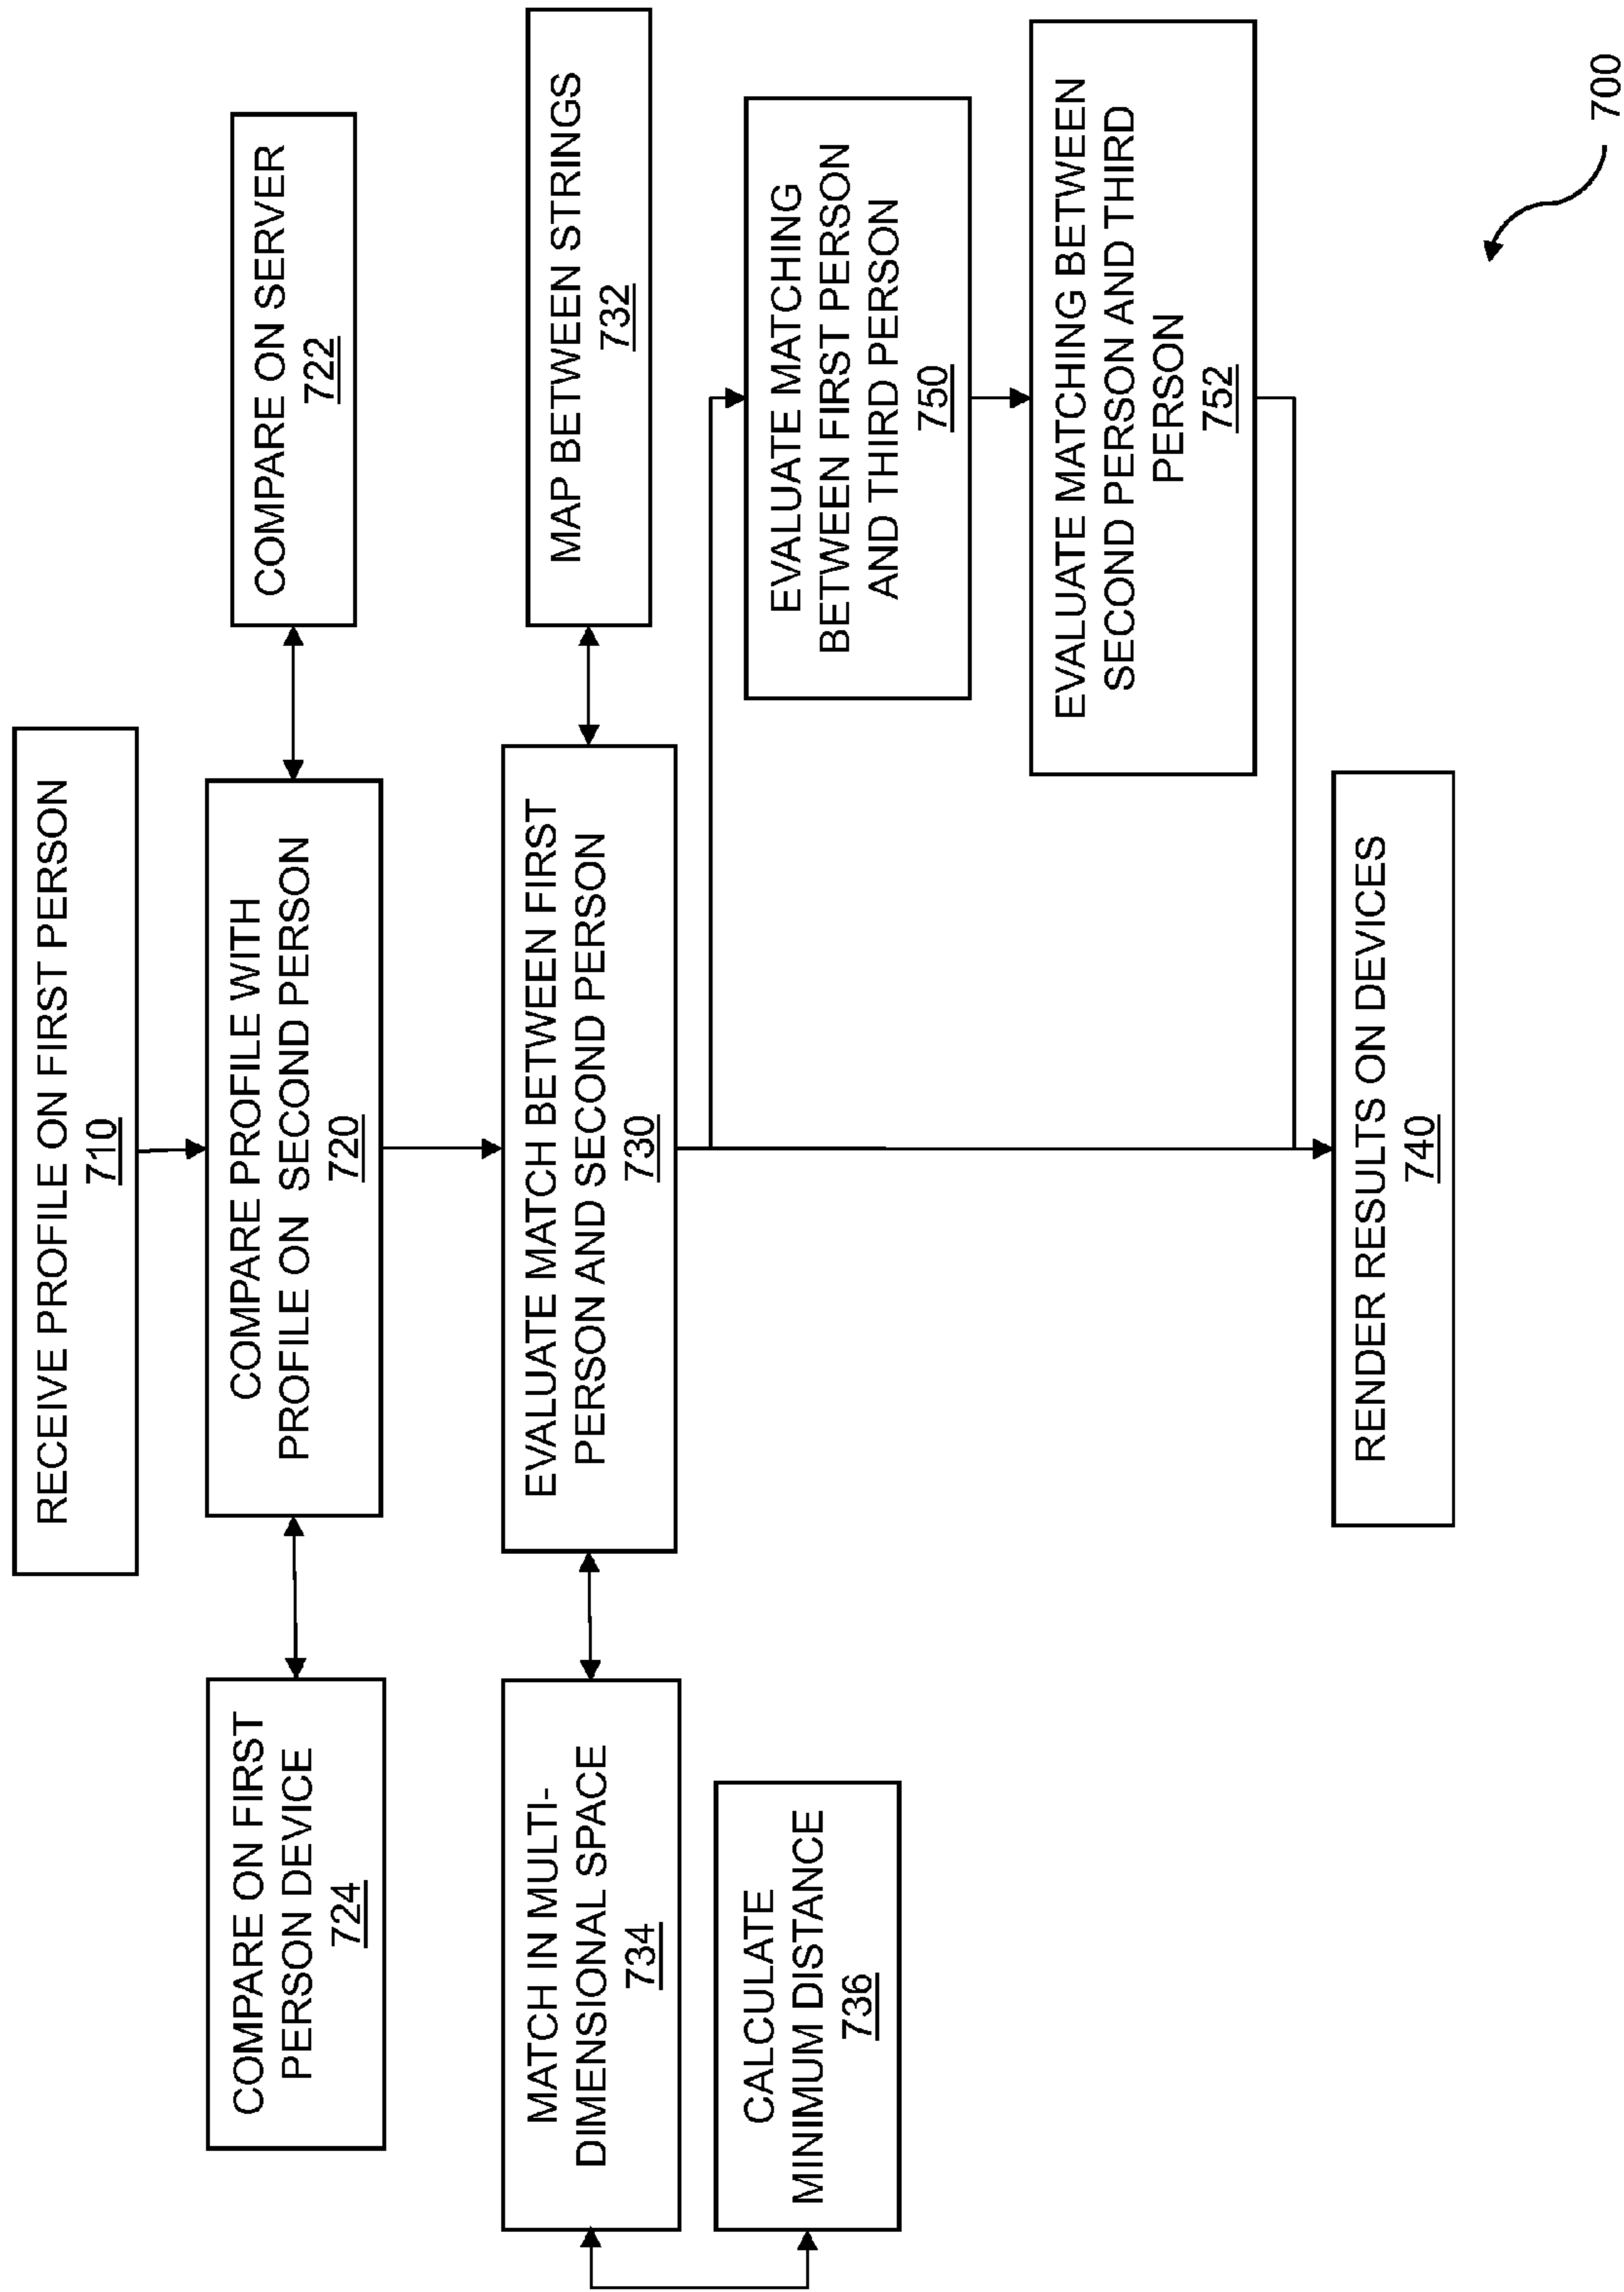 RECEIVE PROFILE ON FIRST PERSON
710
COMPARE ON FIRST
PERSON DEVICE
724
COMPARE PROFILE WITH
PROFILE ON SECOND PERSON
720
COMPARE ON SERVER
722
MATCH IN MULTI-
DIMENSIONAL SPACE
734
EVALUATE MATCH BETWEEN FIRST
PERSON AND SECOND PERSON
730
MAP BETWEEN STRINGS
732
CALCULATE
MINIMUM DISTANCE
736
EVALUATE MATCHING
BETWEEN FIRST PERSON
AND THIRD PERSON
750
EVALUATE MATCHING BETWEEN
SECOND PERSON AND THIRD
PERSON
752
RENDER RESULTS ON DEVICES
740
700